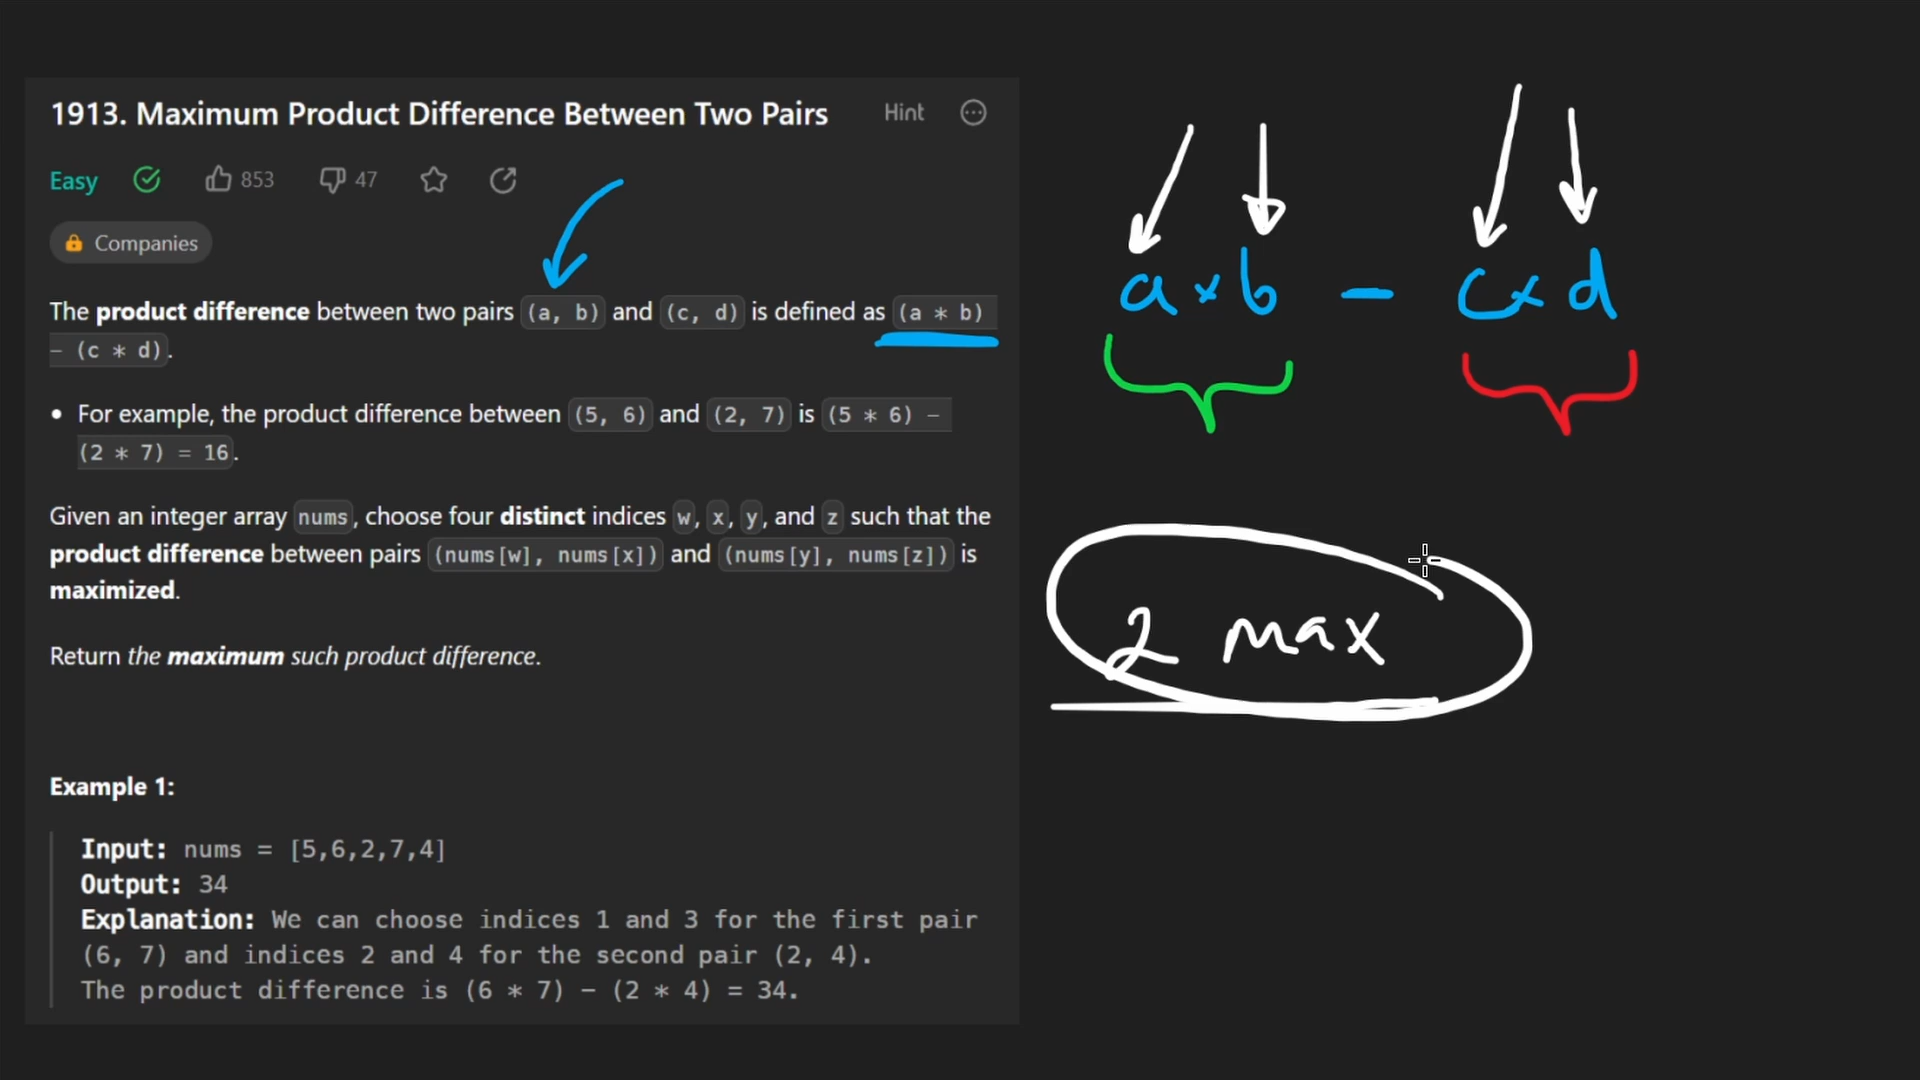 1913. Maximum Product Difference Between Two Pairs
Hint
Easy
853
47
Companies
The product difference between two pairs (a, b) and (c, d) is defined as (a * b)
- (c * d).
• For example, the product difference between (5, 6) and (2, 7) is (5 * 6) -
(2 * 7) = 16.
Given an integer array nums, choose four distinct indices w, x, y, and z such that the
product difference between pairs (nums[w], nums[x]) and (nums[y], nums[z]) is
maximized.
Return the maximum such product difference.
Example 1:
Input: nums = [5,6,2,7,4]
Output: 34
Explanation: We can choose indices 1 and 3 for the first pair
(6, 7) and indices 2 and 4 for the second pair (2, 4).
The product difference is (6 * 7) - (2 * 4) = 34.
a × b - c × d
2 max